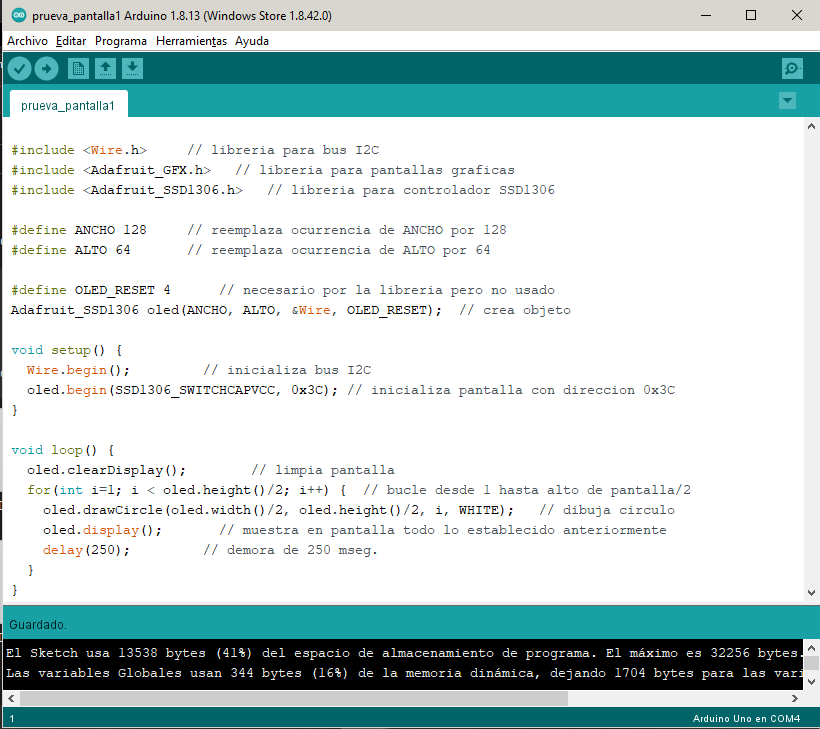 prueva_pantalla1 Arduino 1.8.13 (Windows Store 1.8.42.0)
Archivo Editar Programa Herramientas Ayuda
prueva_pantalla1
#include <Wire.h>     // libreria para bus I2C
#include <Adafruit_GFX.h>   // libreria para pantallas graficas
#include <Adafruit_SSD1306.h>   // libreria para controlador SSD1306
#define ANCHO 128     // reemplaza ocurrencia de ANCHO por 128
#define ALTO 64       // reemplaza ocurrencia de ALTO por 64
#define OLED_RESET 4      // necesario por la libreria pero no usado
Adafruit_SSD1306 oled(ANCHO, ALTO, &Wire, OLED_RESET);  // crea objeto
void setup() {
  Wire.begin();         // inicializa bus I2C
  oled.begin(SSD1306_SWITCHCAPVCC, 0x3C); // inicializa pantalla con direccion 0x3C
}
void loop() {
  oled.clearDisplay();        // limpia pantalla
  for(int i=1; i < oled.height()/2; i++) {  // bucle desde 1 hasta alto de pantalla/2
    oled.drawCircle(oled.width()/2, oled.height()/2, i, WHITE);   // dibuja circulo
    oled.display();       // muestra en pantalla todo lo establecido anteriormente
    delay(250);         // demora de 250 mseg.
  }
}
Guardado.
El Sketch usa 13538 bytes (41%) del espacio de almacenamiento de programa. El máximo es 32256 bytes.
Las variables Globales usan 344 bytes (16%) de la memoria dinámica, dejando 1704 bytes para las vari
1 Arduino Uno en COM4